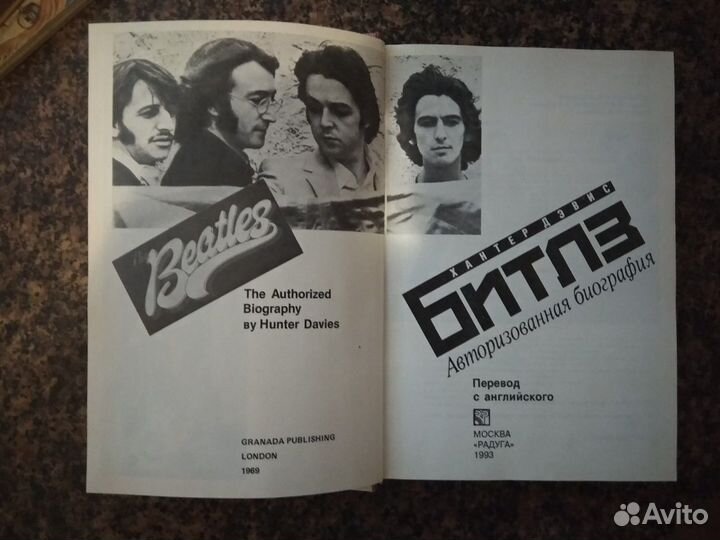 The
Beatles
The Authorized
Biography
by Hunter Davies
GRANADA PUBLISHING
LONDON
1969
ХАНТЕР ДЭВИС
БИТЛЗ
Авторизованная биография
Перевод
с английского
МОСКВА
«РАДУГА»
1993
Avito